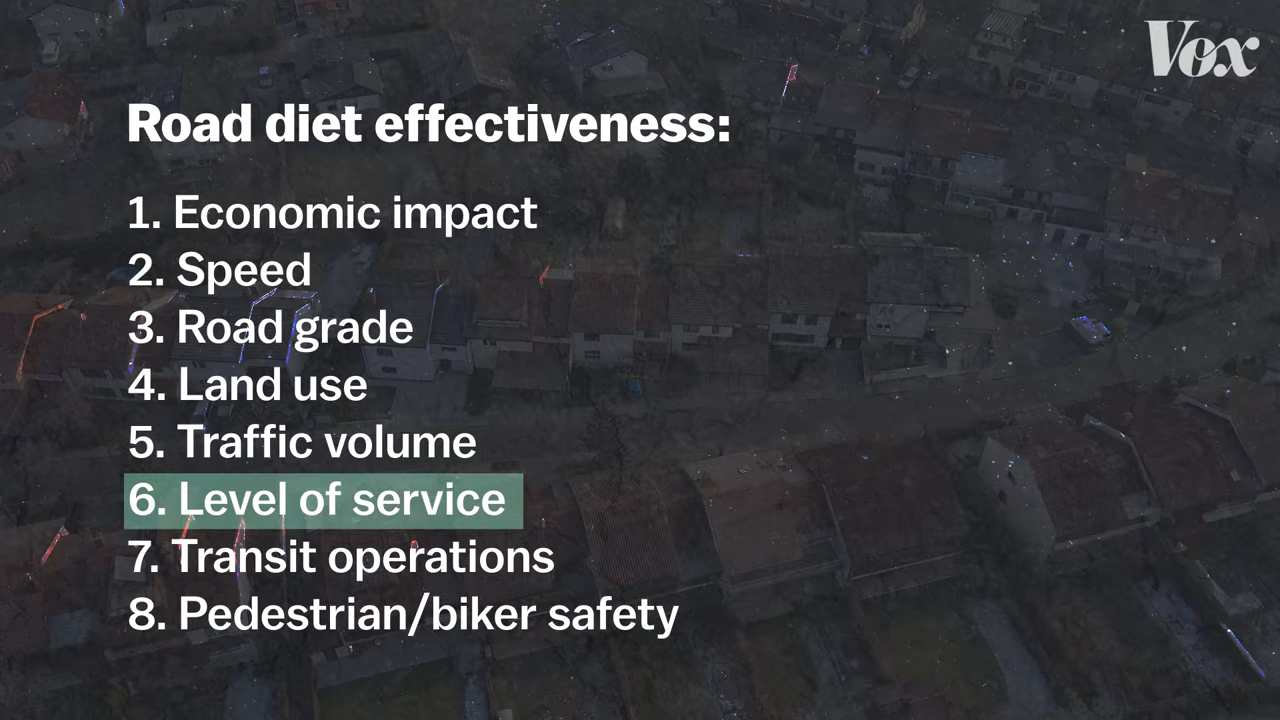 Vox
Road diet effectiveness:
1. Economic impact
2. Speed
3. Road grade
4. Land use
5. Traffic volume
6. Level of service
7. Transit operations
8. Pedestrian/biker safety